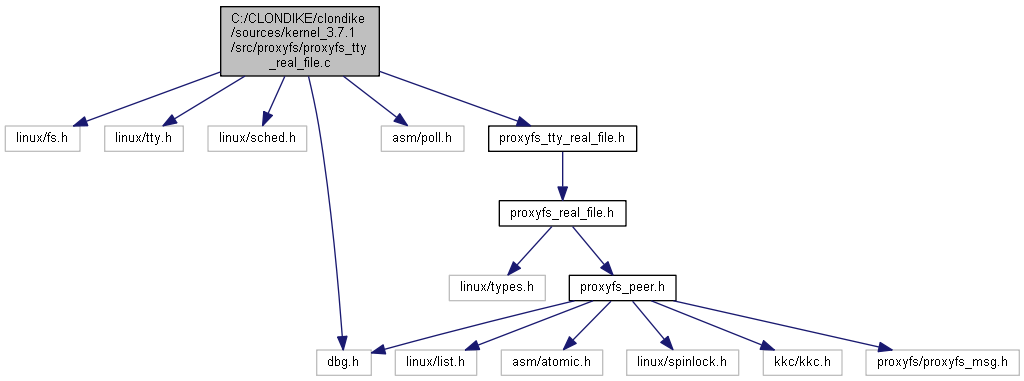 C:/CLONDIKE/clondike
/sources/kernel_3.7.1
/src/proxyfs/proxyfs_tty
_real_file.c
linux/fs.h
linux/tty.h
linux/sched.h
asm/poll.h
proxyfs_tty_real_file.h
proxyfs_real_file.h
linux/types.h
proxyfs_peer.h
dbg.h
linux/list.h
asm/atomic.h
linux/spinlock.h
kkc/kkc.h
proxyfs/proxyfs_msg.h